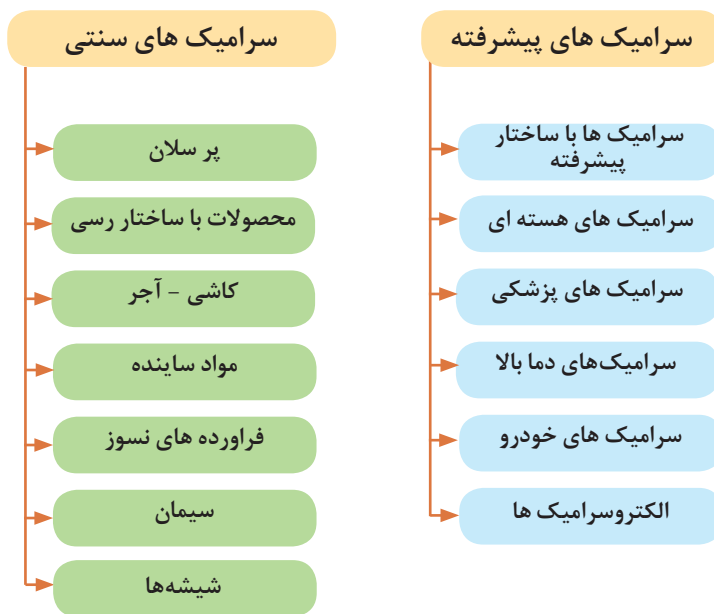 سرامیک های پیشرفته
سرامیک ها با ساختار
پیشرفته
سرامیک های هسته ای
سرامیک های پزشکی
سرامیک‌های دما بالا
سرامیک های خودرو
الکتروسرامیک ها
سرامیک های سنتی
پر سلان
محصولات با ساختار رسی
کاشی - آجر
مواد ساینده
فراورده های نسوز
سیمان
شیشه‌ها